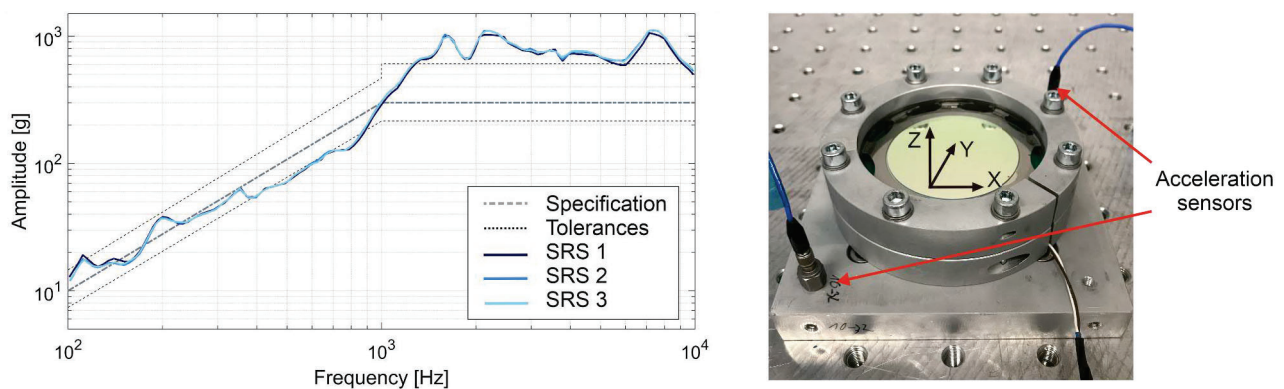 10³
10²
10¹
Amplitude [g]
Specification
Tolerances
SRS 1
SRS 2
SRS 3
10² 10³ 10⁴
Frequency [Hz]
Z
Y
X
Acceleration
sensors